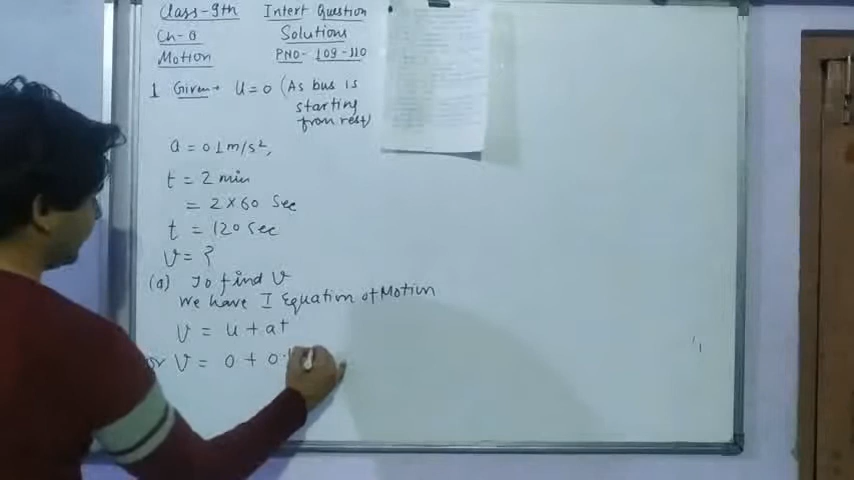 Class-9th Intext Question
Ch-8 Solutions
Motion PNO- 109-110
1 Given→ u=0 (As bus is
starting
from rest)
a = 0.1 m/s²,
t = 2 min
= 2×60 Sec
t = 120 Sec
V = ?
(a) To find V
We have I Equation of Motion
V = u + at
or V = 0 + 0.1